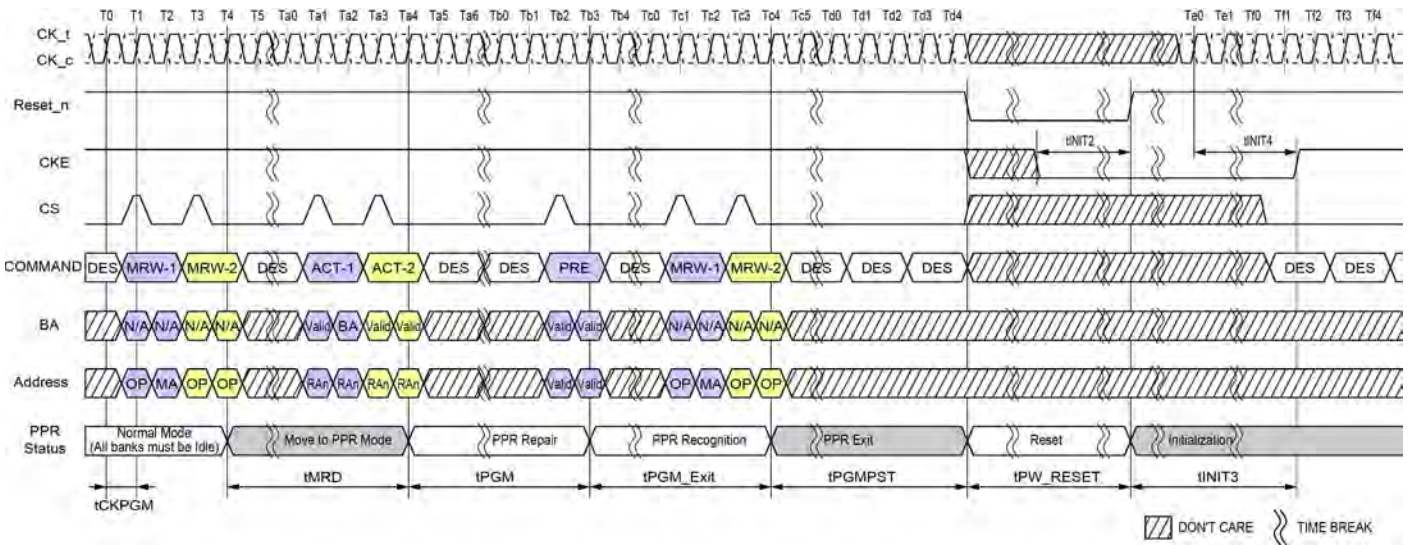 T0 T1 T2 T3 T4 T5 Ta0 Ta1 Ta2 Ta3 Ta4 Ta5 Ta6 Tb0 Tb1 Tb2 Tb3 Tb4 Tc0 Tc1 Tc2 Tc3 Tc4 Tc5 Td0 Td1 Td2 Td3 Td4 Te0 Te1 Tf0 Tf1 Tf2 Tf3 Tf4
CK_t
CK_c
Reset_n
CKE tINIT2 tINIT4
CS
COMMAND DES MRW-1 MRW-2 DES ACT-1 ACT-2 DES DES PRE DES MRW-1 MRW-2 DES DES DES DES DES
BA N/A N/A N/A N/A Valid BA Valid Valid Valid Valid N/A N/A N/A N/A
Address OP MA OP OP RAn RAn RAn RAn Valid Valid OP MA OP OP
PPR
Status
Normal Mode
(All banks must be Idle) Move to PPR Mode PPR Repair PPR Recognition PPR Exit Reset Initialization
tMRD tPGM tPGM_Exit tPGMPST tPW_RESET tINIT3
tCKPGM
DON'T CARE TIME BREAK